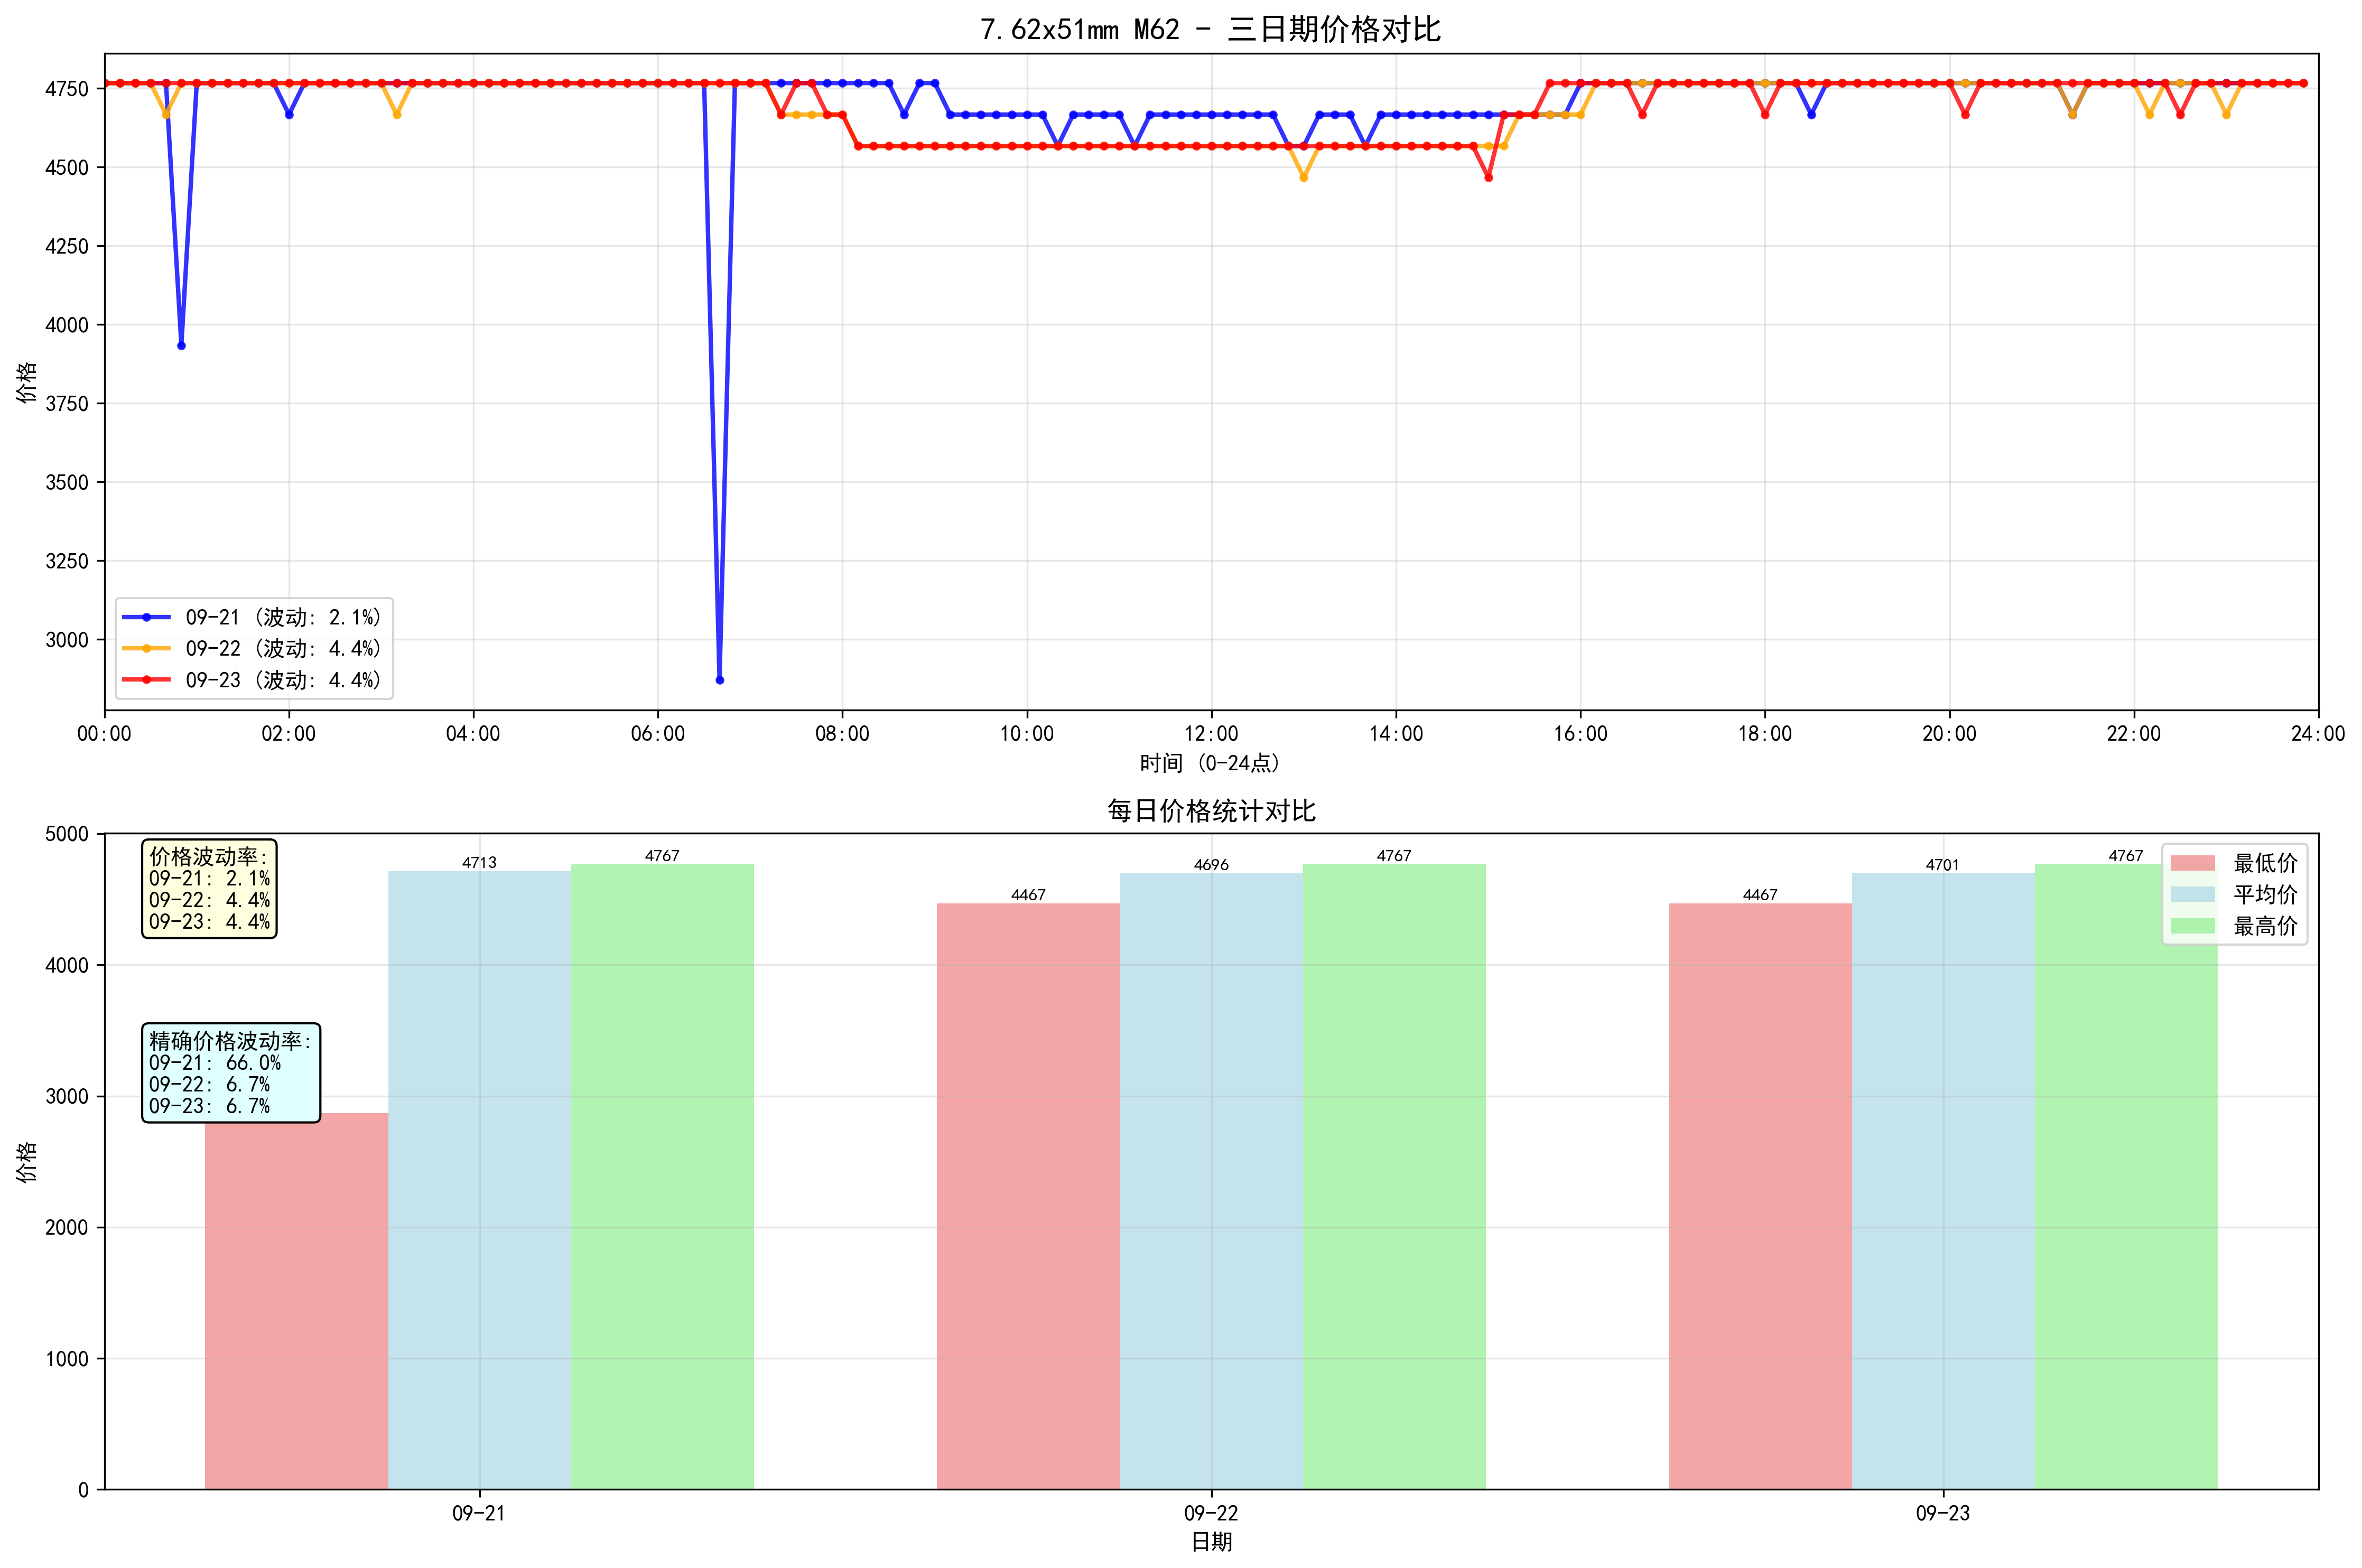 7.62x51mm M62 - 三日期价格对比
4750
4500
4250
4000
3750
3500
3250
3000
价格
09-21 (波动: 2.1%)
09-22 (波动: 4.4%)
09-23 (波动: 4.4%)
00:00 02:00 04:00 06:00 08:00 10:00 12:00 14:00 16:00 18:00 20:00 22:00 24:00
时间 (0-24点)
每日价格统计对比
5000
4000
3000
2000
1000
0
价格
价格波动率:
09-21: 2.1%
09-22: 4.4%
09-23: 4.4%
精确价格波动率:
09-21: 66.0%
09-22: 6.7%
09-23: 6.7%
4713
4767
4467
4696
4767
4467
4701
4767
最低价
平均价
最高价
09-21 09-22 09-23
日期